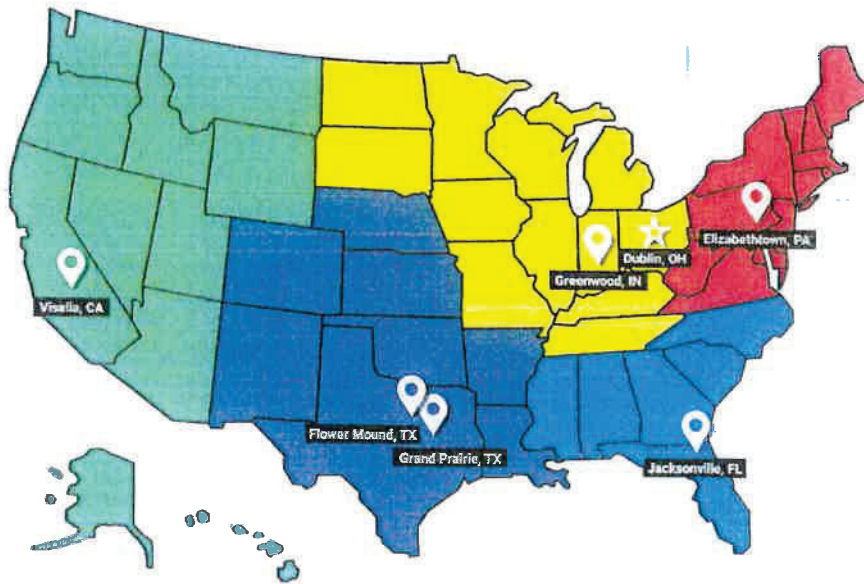 Elizabethtown, PA
Dublin, OH
Greenwood, IN
Visalia, CA
Flower Mound, TX
Grand Prairie, TX
Jacksonville, FL